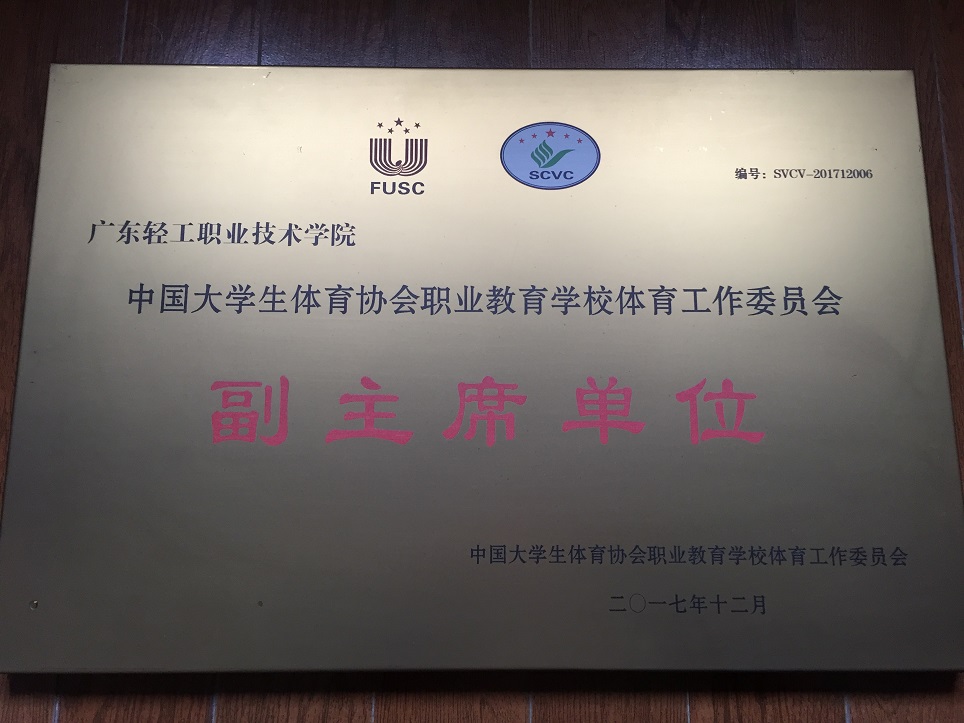 FUSC
SCVC
编号：SVCV-201712006
广东轻工职业技术学院
中国大学生体育协会职业教育学校体育工作委员会
副主席单位
中国大学生体育协会职业教育学校体育工作委员会
二〇一七年十二月